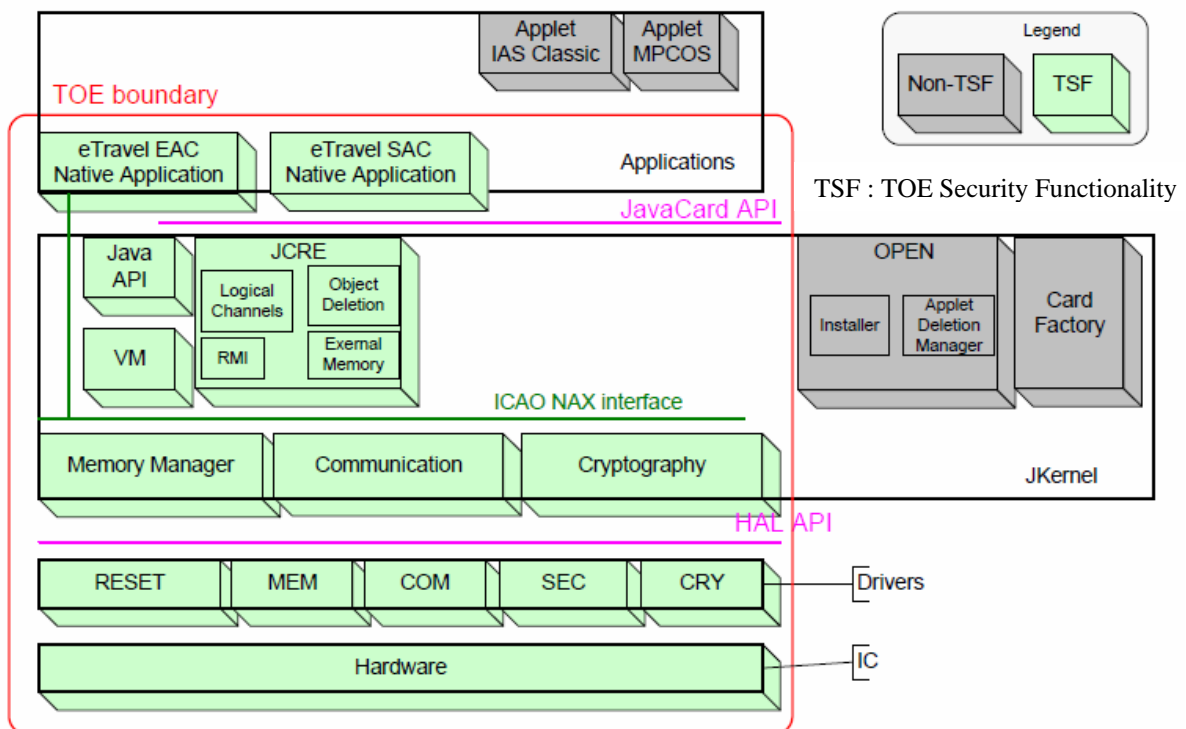 Applet
IAS Classic
Applet
MPCOS
Legend
Non-TSF
TSF
TSF : TOE Security Functionality
TOE boundary
eTravel EAC
Native Application
eTravel SAC
Native Application
Applications
JavaCard API
Java
API
VM
JCRE
Logical
Channels
Object
Deletion
RMI
Exernal
Memory
OPEN
Installer
Applet
Deletion
Manager
Card
Factory
ICAO NAX interface
Memory Manager
Communication
Cryptography
JKernel
HAL API
RESET
MEM
COM
SEC
CRY
Drivers
Hardware
IC